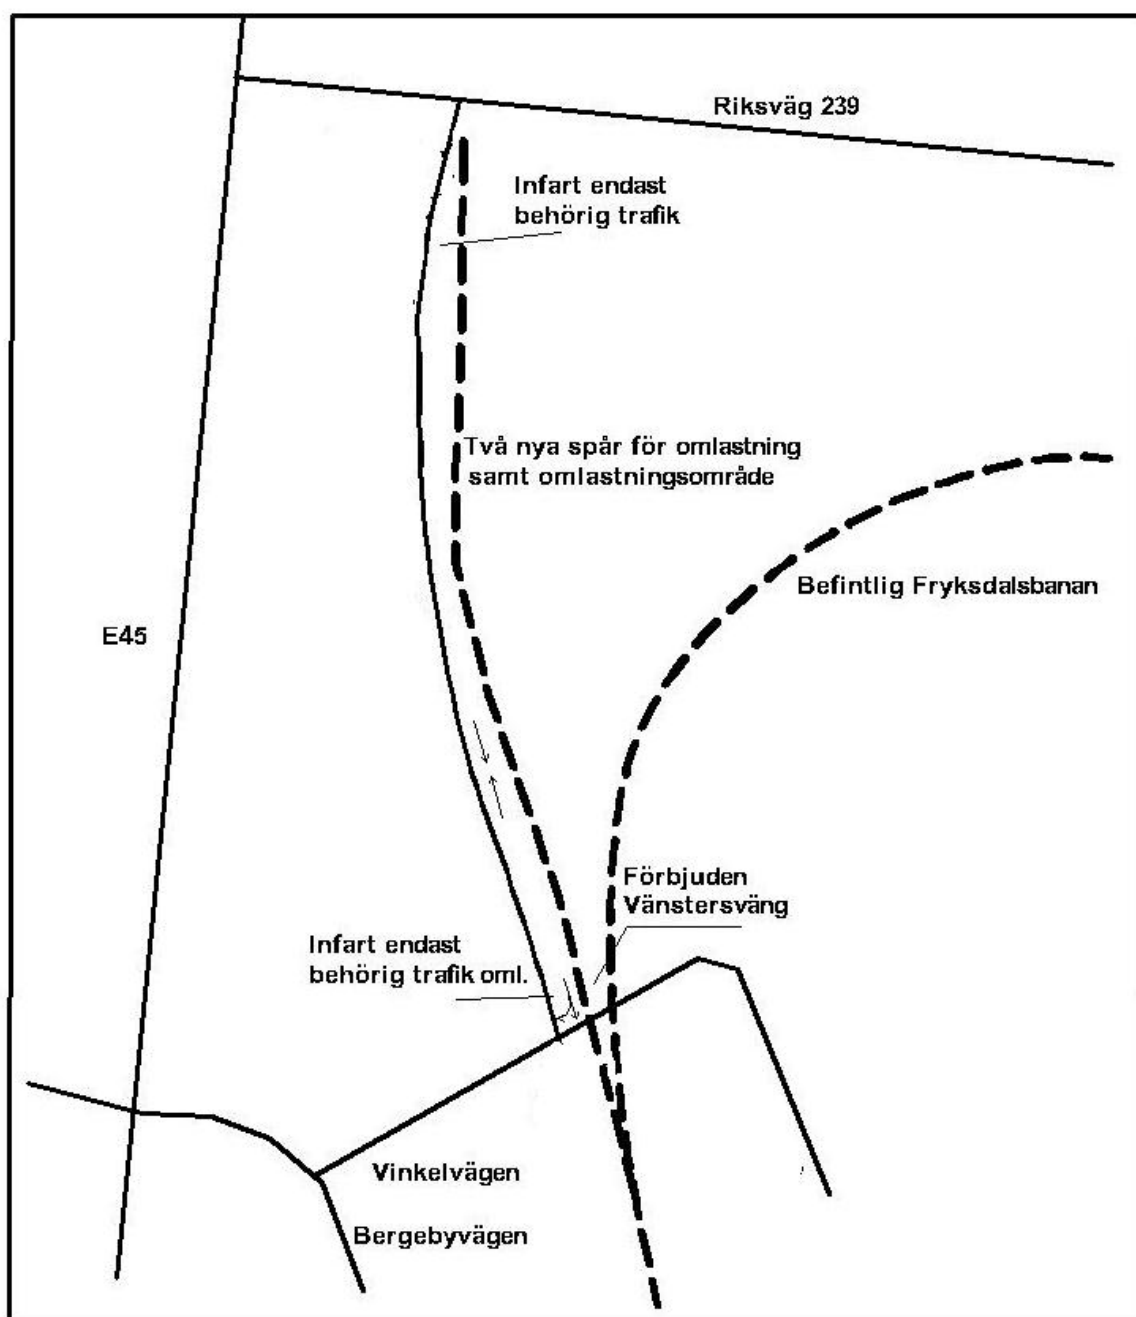 Riksväg 239
Infart endast
behörig trafik
Två nya spår för omlastning
samt omlastningsområde
Befintlig Fryksdalsbanan
E45
Förbjuden
Vänstersväng
Infart endast
behörig trafik oml.
Vinkelvägen
Bergebyvägen